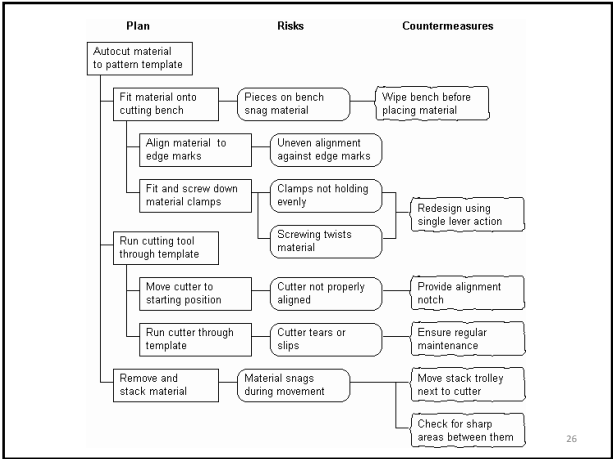 Plan Risks Countermeasures
Autocut material
to pattern template
Fit material onto
cutting bench
Pieces on bench
snag material
Wipe bench before
placing material
Align material to
edge marks
Uneven alignment
against edge marks
Fit and screw down
material clamps
Clamps not holding
evenly
Screwing twists
material
Redesign using
single lever action
Run cutting tool
through template
Move cutter to
starting position
Cutter not properly
aligned
Provide alignment
notch
Run cutter through
template
Cutter tears or
slips
Ensure regular
maintenance
Remove and
stack material
Material snags
during movement
Move stack trolley
next to cutter
Check for sharp
areas between them
26